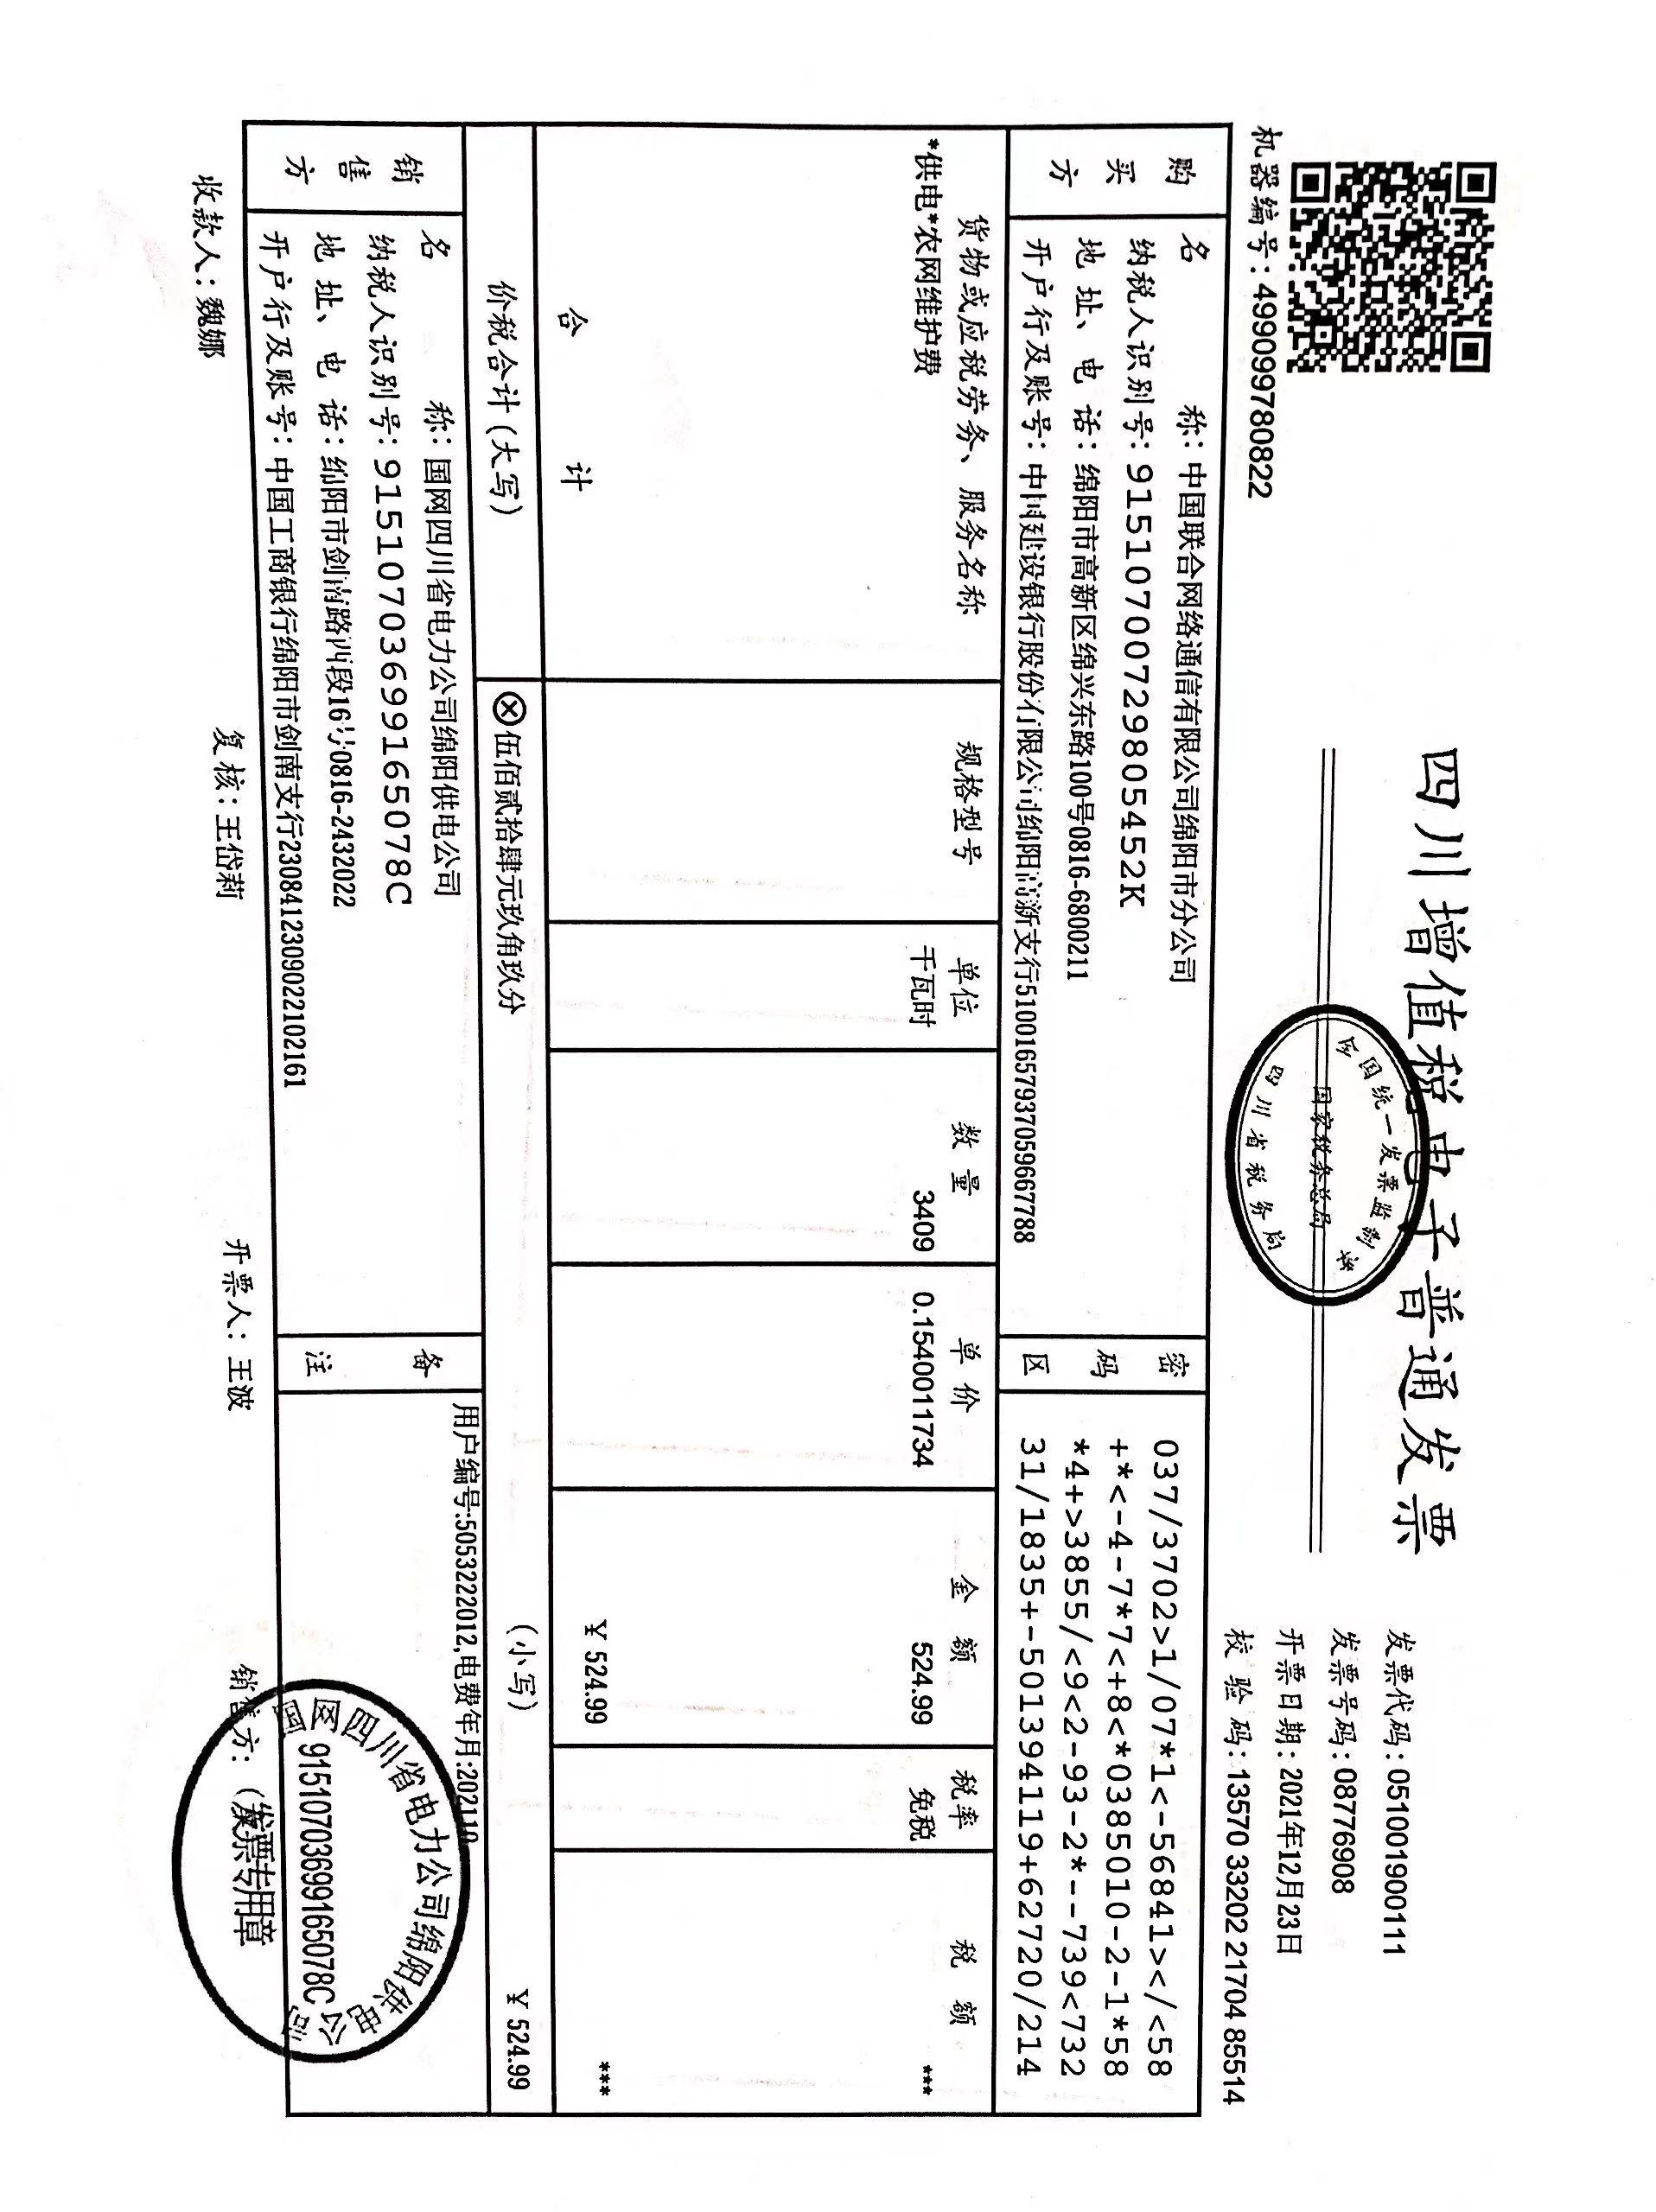 四川增值税电子普通发票
全国统一发票监制章
国家税务总局
四川省税务局
发票代码:051001900111
发票号码:08776908
开票日期:2021年12月23日
校 验 码:13570 33202 21704 85514
机器编号:499099780822
购买方
名 称:中国联合网络通信有限公司绵阳市分公司
纳税人识别号:91510700729805452K
地 址、电 话:绵阳市高新区绵兴东路100号0816-6800211
开户行及账号:中国建设银行股份有限公司绵阳高新支行51001657937059667788
密码区
037/3702>1/07*1<-56841></<58
+*<-4-7*7<+8<*0385010-2-1*58
*4+>3855/<9<2-93-2*--739<732
31/1835+-501394119+62720/214
货物或应税劳务、服务名称 规格型号 单位 数 量 单 价 金 额 税率 税 额
*供电*农网维护费 千瓦时 3409 0.1540011734 524.99 免税 ***
合 计 ¥ 524.99 ***
价税合计(大写) ⊗伍佰贰拾肆元玖角玖分 (小写) ¥ 524.99
销售方
名 称:国网四川省电力公司绵阳供电公司
纳税人识别号:91510703699165078C
地 址、电 话:绵阳市剑南路西段16号0816-2432022
开户行及账号:中国工商银行绵阳市剑南支行2308412309022102161
备注
用户编号:5053222012,电费年月:202110
国网四川省电力公司绵阳供电公司
91510703699165078C
发票专用章
收款人:魏娜 复核:王岱莉 开票人:王波 销售方:(章)